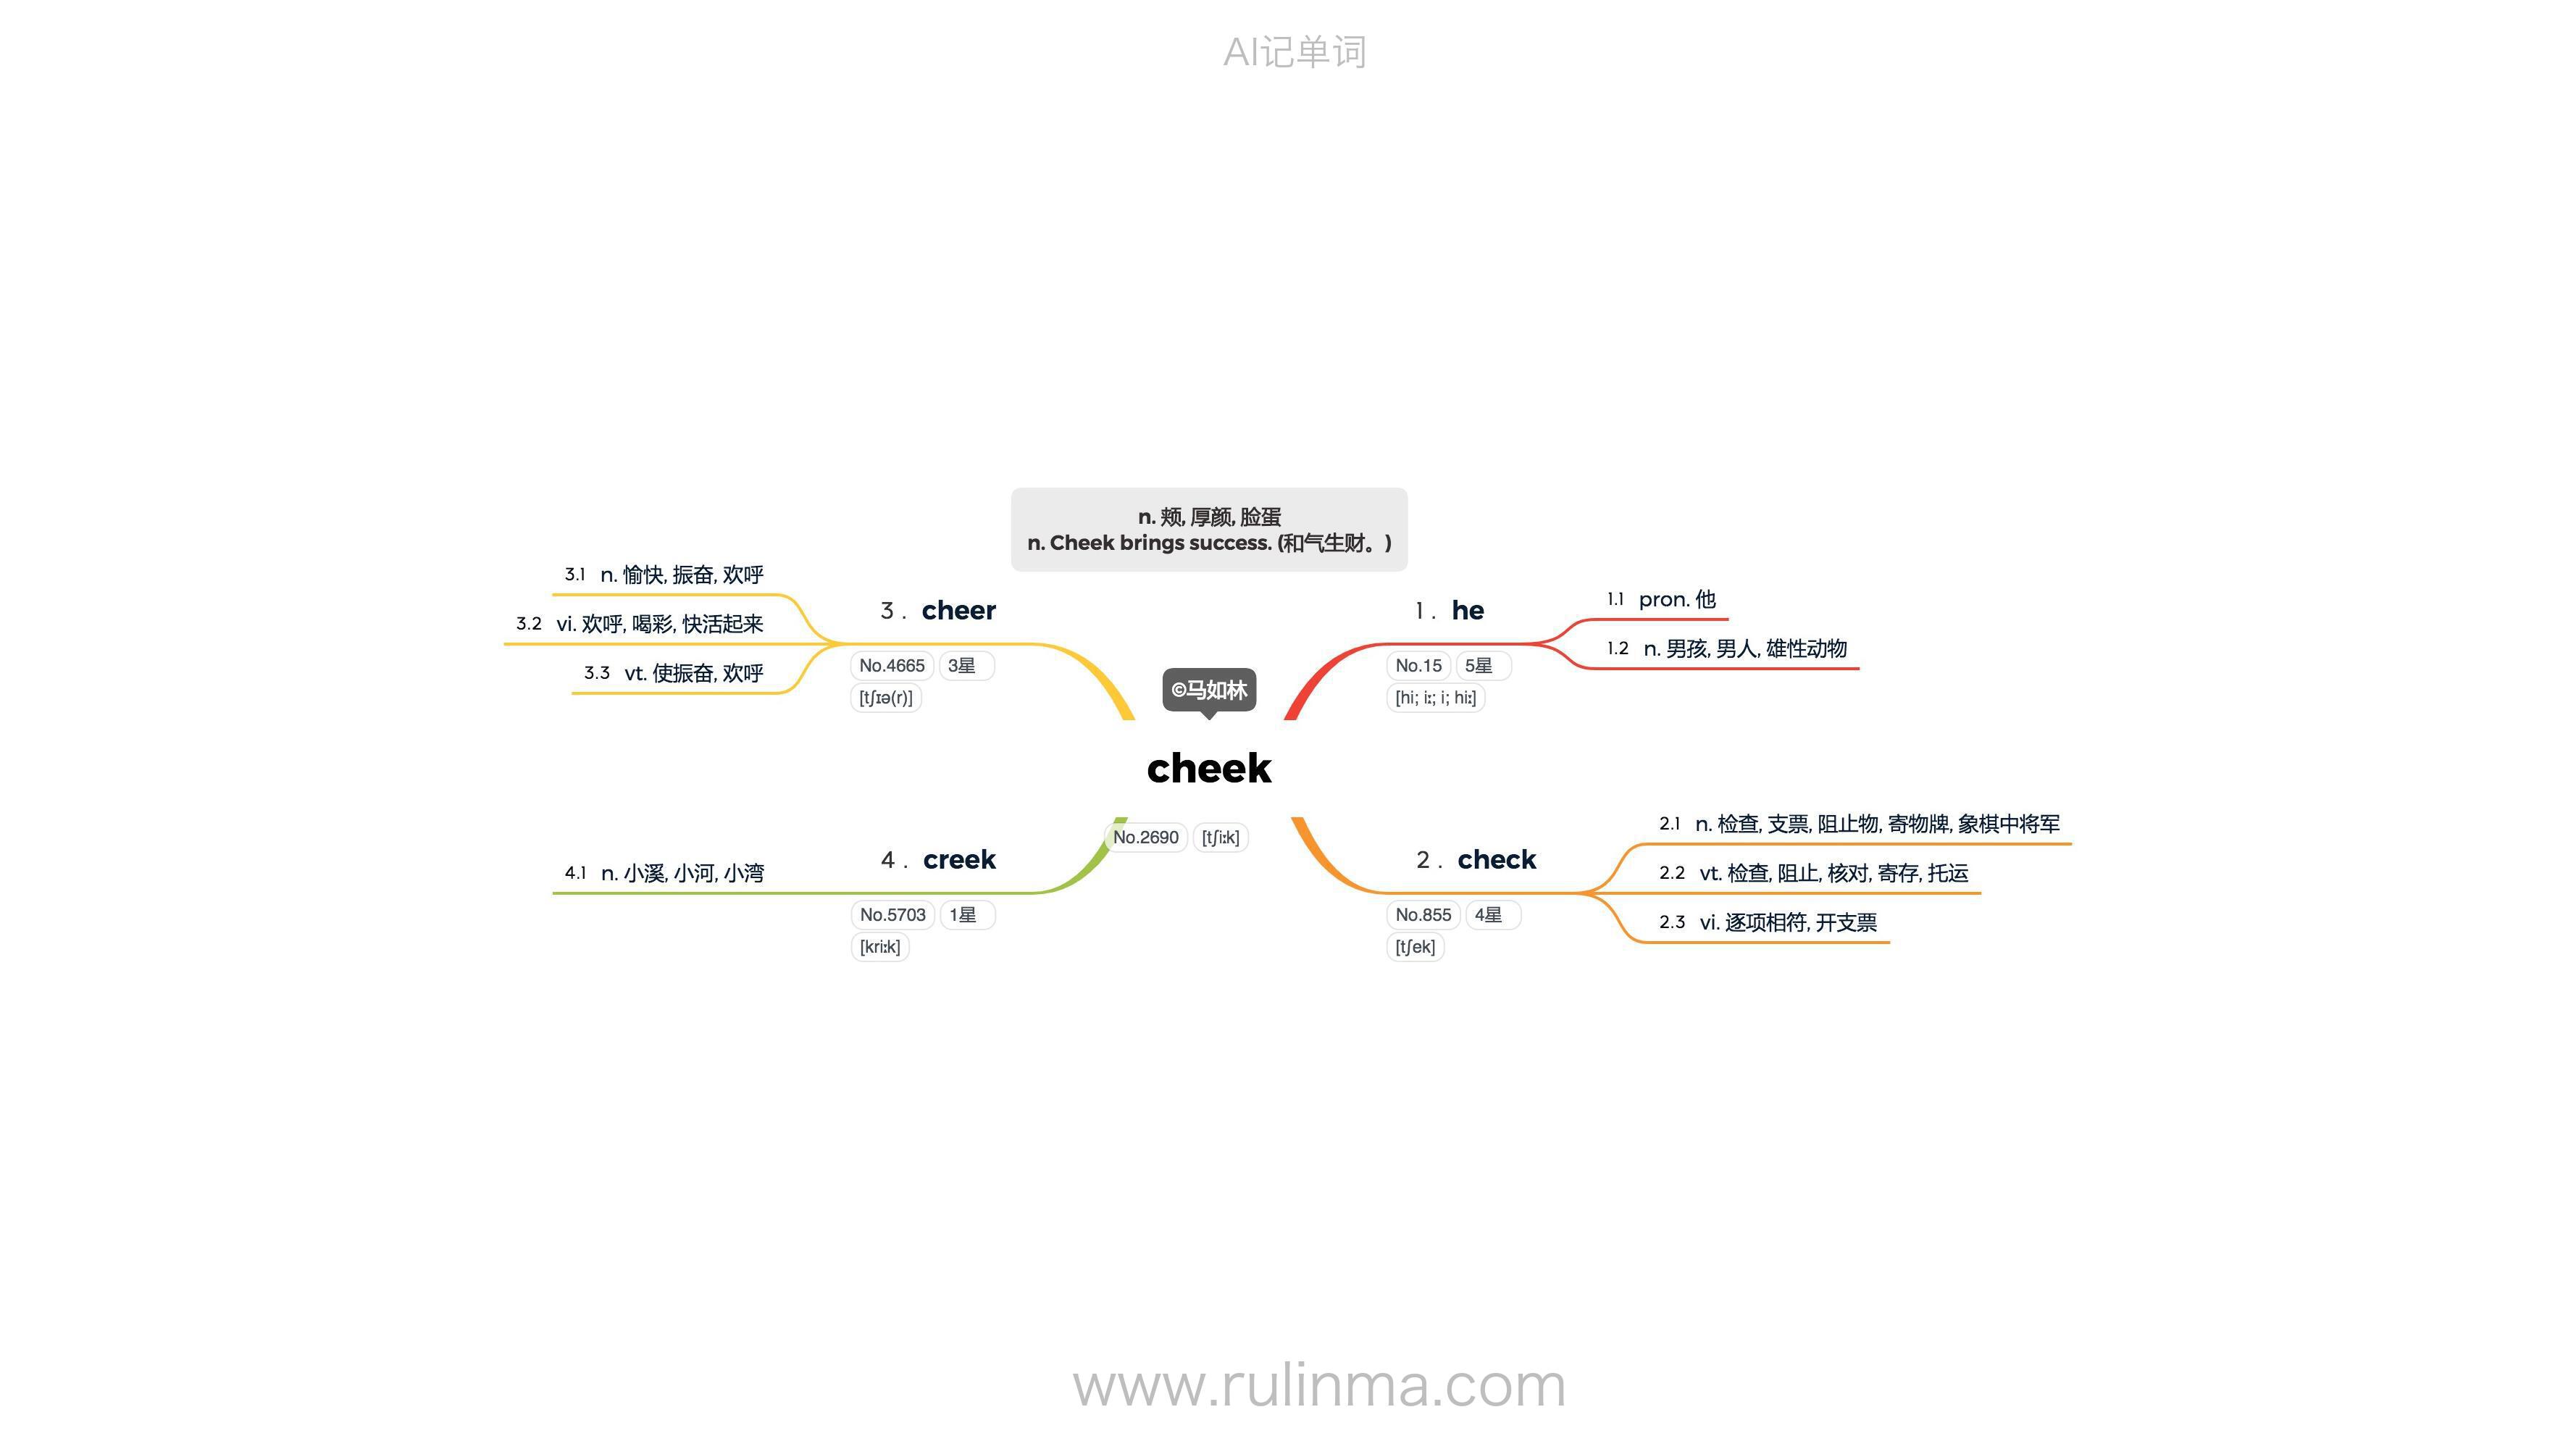 AI记单词
n. 颊, 厚颜, 脸蛋
n. Cheek brings success. (和气生财。)
©马如林
cheek
No.2690 [tʃiːk]
1 . he
No.15 5星
[hi; iː; i; hiː]
1.1 pron. 他
1.2 n. 男孩, 男人, 雄性动物
2 . check
No.855 4星
[tʃek]
2.1 n. 检查, 支票, 阻止物, 寄物牌, 象棋中将军
2.2 vt. 检查, 阻止, 核对, 寄存, 托运
2.3 vi. 逐项相符, 开支票
3 . cheer
No.4665 3星
[tʃɪə(r)]
3.1 n. 愉快, 振奋, 欢呼
3.2 vi. 欢呼, 喝彩, 快活起来
3.3 vt. 使振奋, 欢呼
4 . creek
No.5703 1星
[kriːk]
4.1 n. 小溪, 小河, 小湾
www.rulinma.com